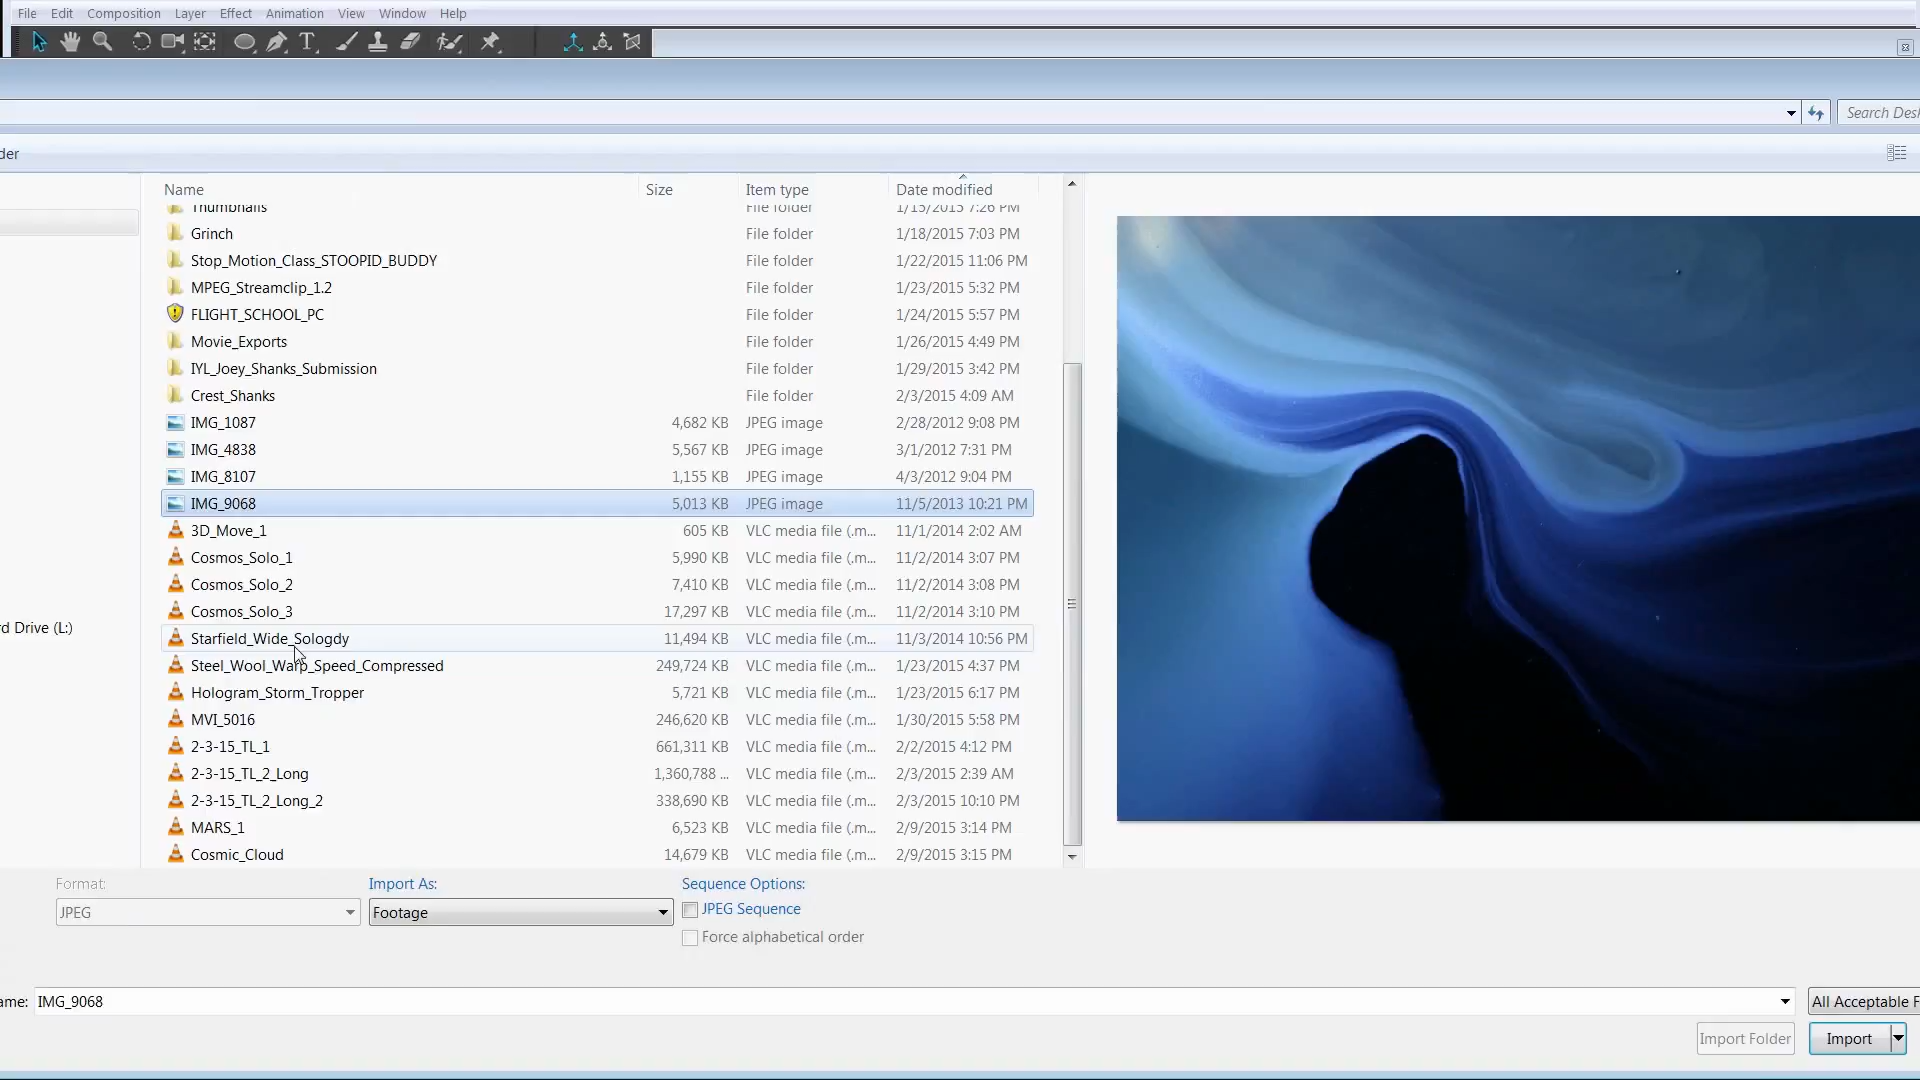 File Edit Composition Layer Effect Animation View Window Help
Search Desk
der
Name Size Item type Date modified
Thumbnails File folder 1/15/2015 7:26 PM
Grinch File folder 1/18/2015 7:03 PM
Stop_Motion_Class_STOOPID_BUDDY File folder 1/22/2015 11:06 PM
MPEG_Streamclip_1.2 File folder 1/23/2015 5:32 PM
FLIGHT_SCHOOL_PC File folder 1/24/2015 5:57 PM
Movie_Exports File folder 1/26/2015 4:49 PM
IYL_Joey_Shanks_Submission File folder 1/29/2015 3:42 PM
Crest_Shanks File folder 2/3/2015 4:09 AM
IMG_1087 4,682 KB JPEG image 2/28/2012 9:08 PM
IMG_4838 5,567 KB JPEG image 3/1/2012 7:31 PM
IMG_8107 1,155 KB JPEG image 4/3/2012 9:04 PM
IMG_9068 5,013 KB JPEG image 11/5/2013 10:21 PM
3D_Move_1 605 KB VLC media file (.m... 11/1/2014 2:02 AM
Cosmos_Solo_1 5,990 KB VLC media file (.m... 11/2/2014 3:07 PM
Cosmos_Solo_2 7,410 KB VLC media file (.m... 11/2/2014 3:08 PM
Cosmos_Solo_3 17,297 KB VLC media file (.m... 11/2/2014 3:10 PM
rd Drive (L:)
Starfield_Wide_Sologdy 11,494 KB VLC media file (.m... 11/3/2014 10:56 PM
Steel_Wool_Warp_Speed_Compressed 249,724 KB VLC media file (.m... 1/23/2015 4:37 PM
Hologram_Storm_Tropper 5,721 KB VLC media file (.m... 1/23/2015 6:17 PM
MVI_5016 246,620 KB VLC media file (.m... 1/30/2015 5:58 PM
2-3-15_TL_1 661,311 KB VLC media file (.m... 2/2/2015 4:12 PM
2-3-15_TL_2_Long 1,360,788 ... VLC media file (.m... 2/3/2015 2:39 AM
2-3-15_TL_2_Long_2 338,690 KB VLC media file (.m... 2/3/2015 10:10 PM
MARS_1 6,523 KB VLC media file (.m... 2/9/2015 3:14 PM
Cosmic_Cloud 14,679 KB VLC media file (.m... 2/9/2015 3:15 PM
Format: Import As: Sequence Options:
JPEG Footage JPEG Sequence
Force alphabetical order
ame: IMG_9068 All Acceptable F
Import Folder Import